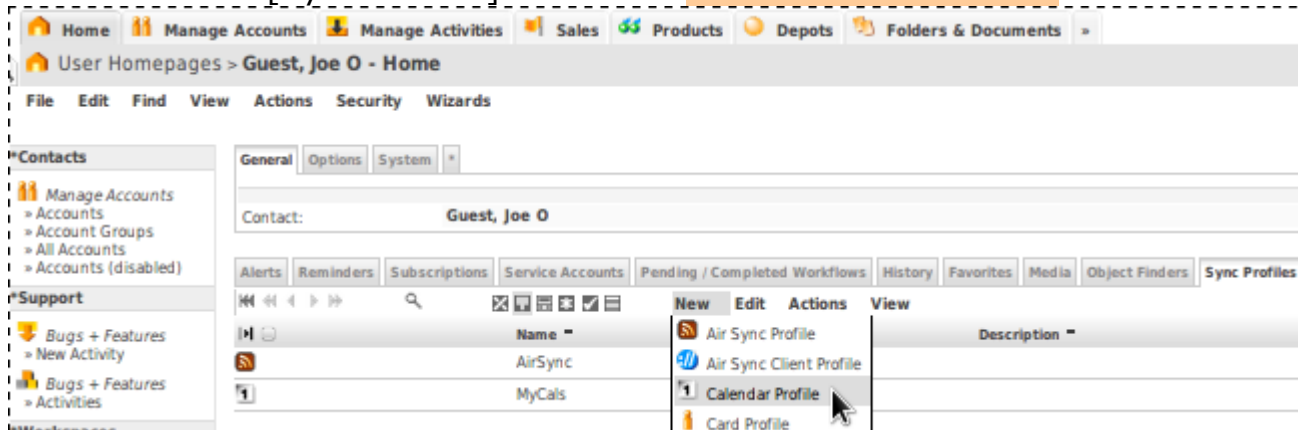 Home Manage Accounts Manage Activities Sales Products Depots Folders & Documents »
User Homepages > Guest, Joe O - Home
File Edit Find View Actions Security Wizards
*Contacts
Manage Accounts
» Accounts
» Account Groups
» All Accounts
» Accounts (disabled)
*Support
Bugs + Features
» New Activity
Bugs + Features
» Activities
General Options System *
Contact: Guest, Joe O
Alerts Reminders Subscriptions Service Accounts Pending / Completed Workflows History Favorites Media Object Finders Sync Profiles
New Edit Actions View
Name Description
AirSync
MyCals
Air Sync Profile
Air Sync Client Profile
Calendar Profile
Card Profile